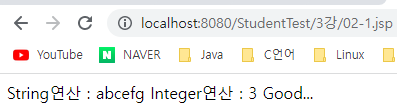 localhost:8080/StudentTest/3강/02-1.jsp
YouTube NAVER Java C언어 Linux
String연산 : abcefg Integer연산 : 3 Good...